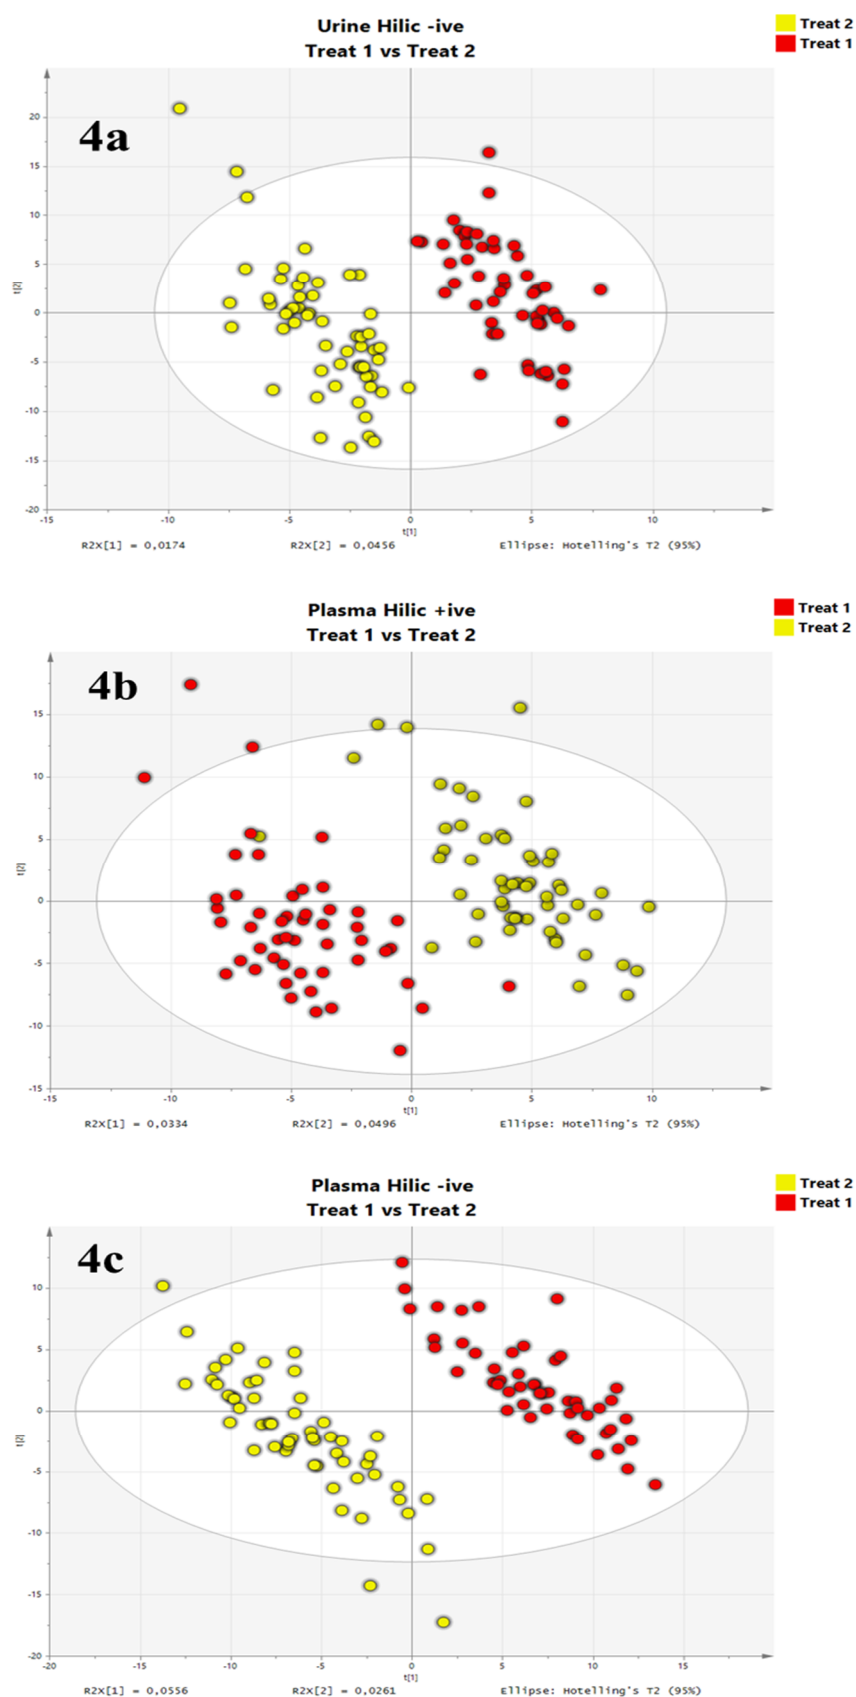 Urine Hilic -ive
Treat 1 vs Treat 2
Treat 2
Treat 1
4a
20
15
10
5
0
-5
-10
-15
-20
t[2]
-15 -10 -5 0 5 10
t[1]
R2X[1] = 0,0174 R2X[2] = 0,0456 Ellipse: Hotelling's T2 (95%)
Plasma Hilic +ive
Treat 1 vs Treat 2
Treat 1
Treat 2
4b
15
10
5
0
-5
-10
-15
t[2]
-15 -10 -5 0 5 10
t[1]
R2X[1] = 0,0334 R2X[2] = 0,0496 Ellipse: Hotelling's T2 (95%)
Plasma Hilic -ive
Treat 1 vs Treat 2
Treat 2
Treat 1
4c
10
5
0
-5
-10
-15
-20
t[2]
-20 -15 -10 -5 0 5 10 15
t[1]
R2X[1] = 0,0556 R2X[2] = 0,0261 Ellipse: Hotelling's T2 (95%)